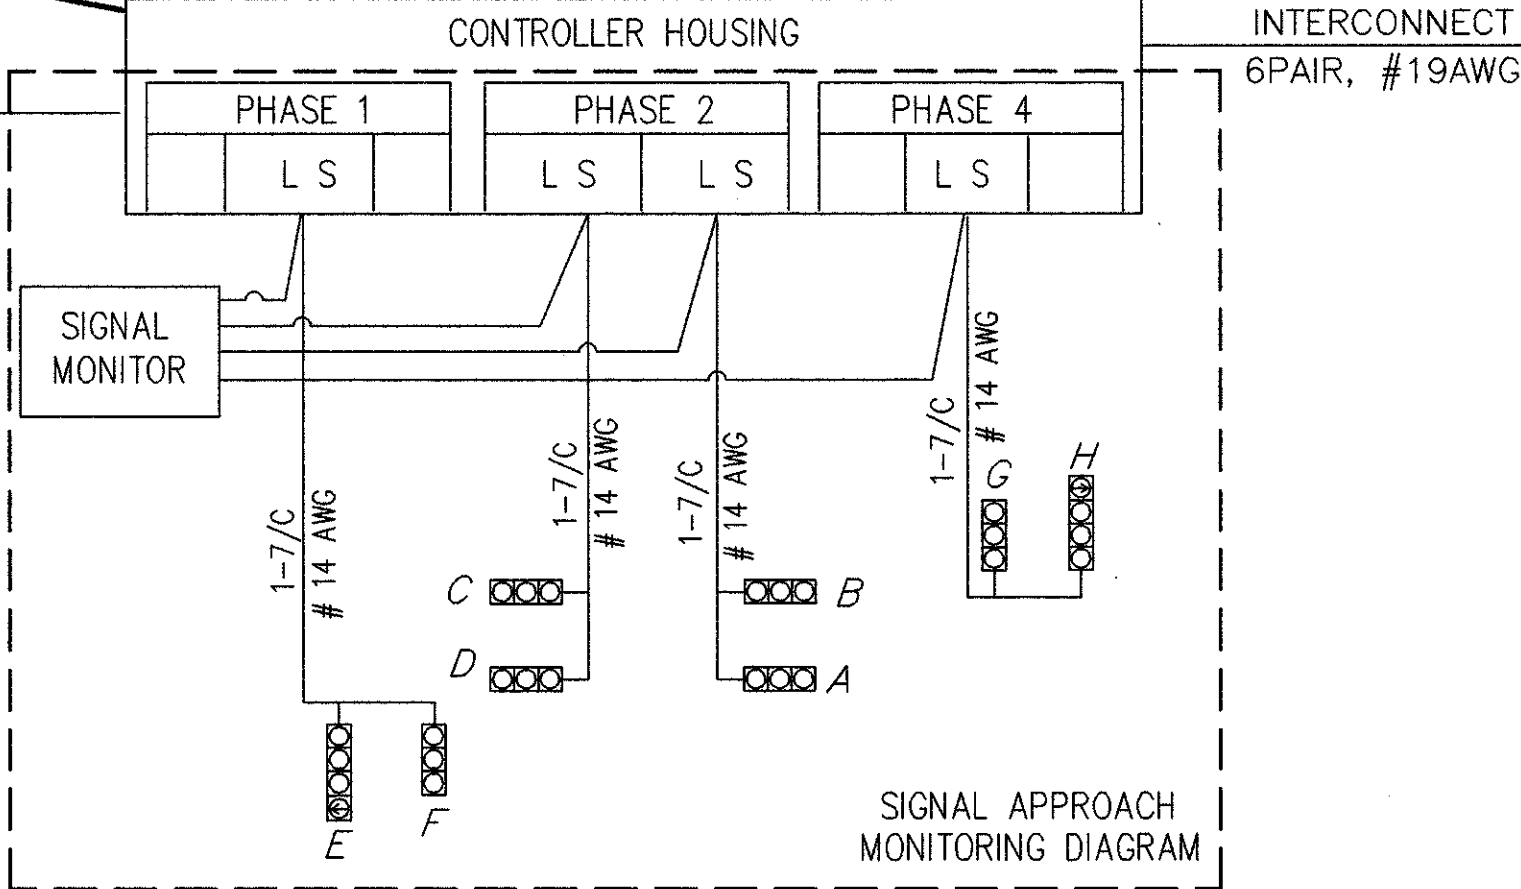 CONTROLLER HOUSING
INTERCONNECT
6PAIR, #19AWG
PHASE 1
PHASE 2
PHASE 4
L S
L S
L S
L S
SIGNAL
MONITOR
1-7/C
# 14 AWG
1-7/C
# 14 AWG
1-7/C
# 14 AWG
1-7/C
# 14 AWG
G
H
C
B
D
A
E
F
SIGNAL APPROACH
MONITORING DIAGRAM